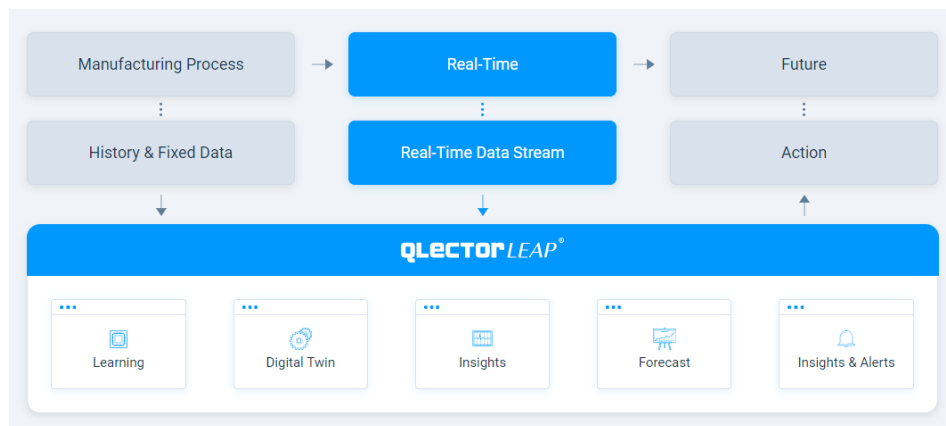 Manufacturing Process
Real-Time
Future
History & Fixed Data
Real-Time Data Stream
Action
QLECTOR LEAP®
Learning
Digital Twin
Insights
Forecast
Insights & Alerts